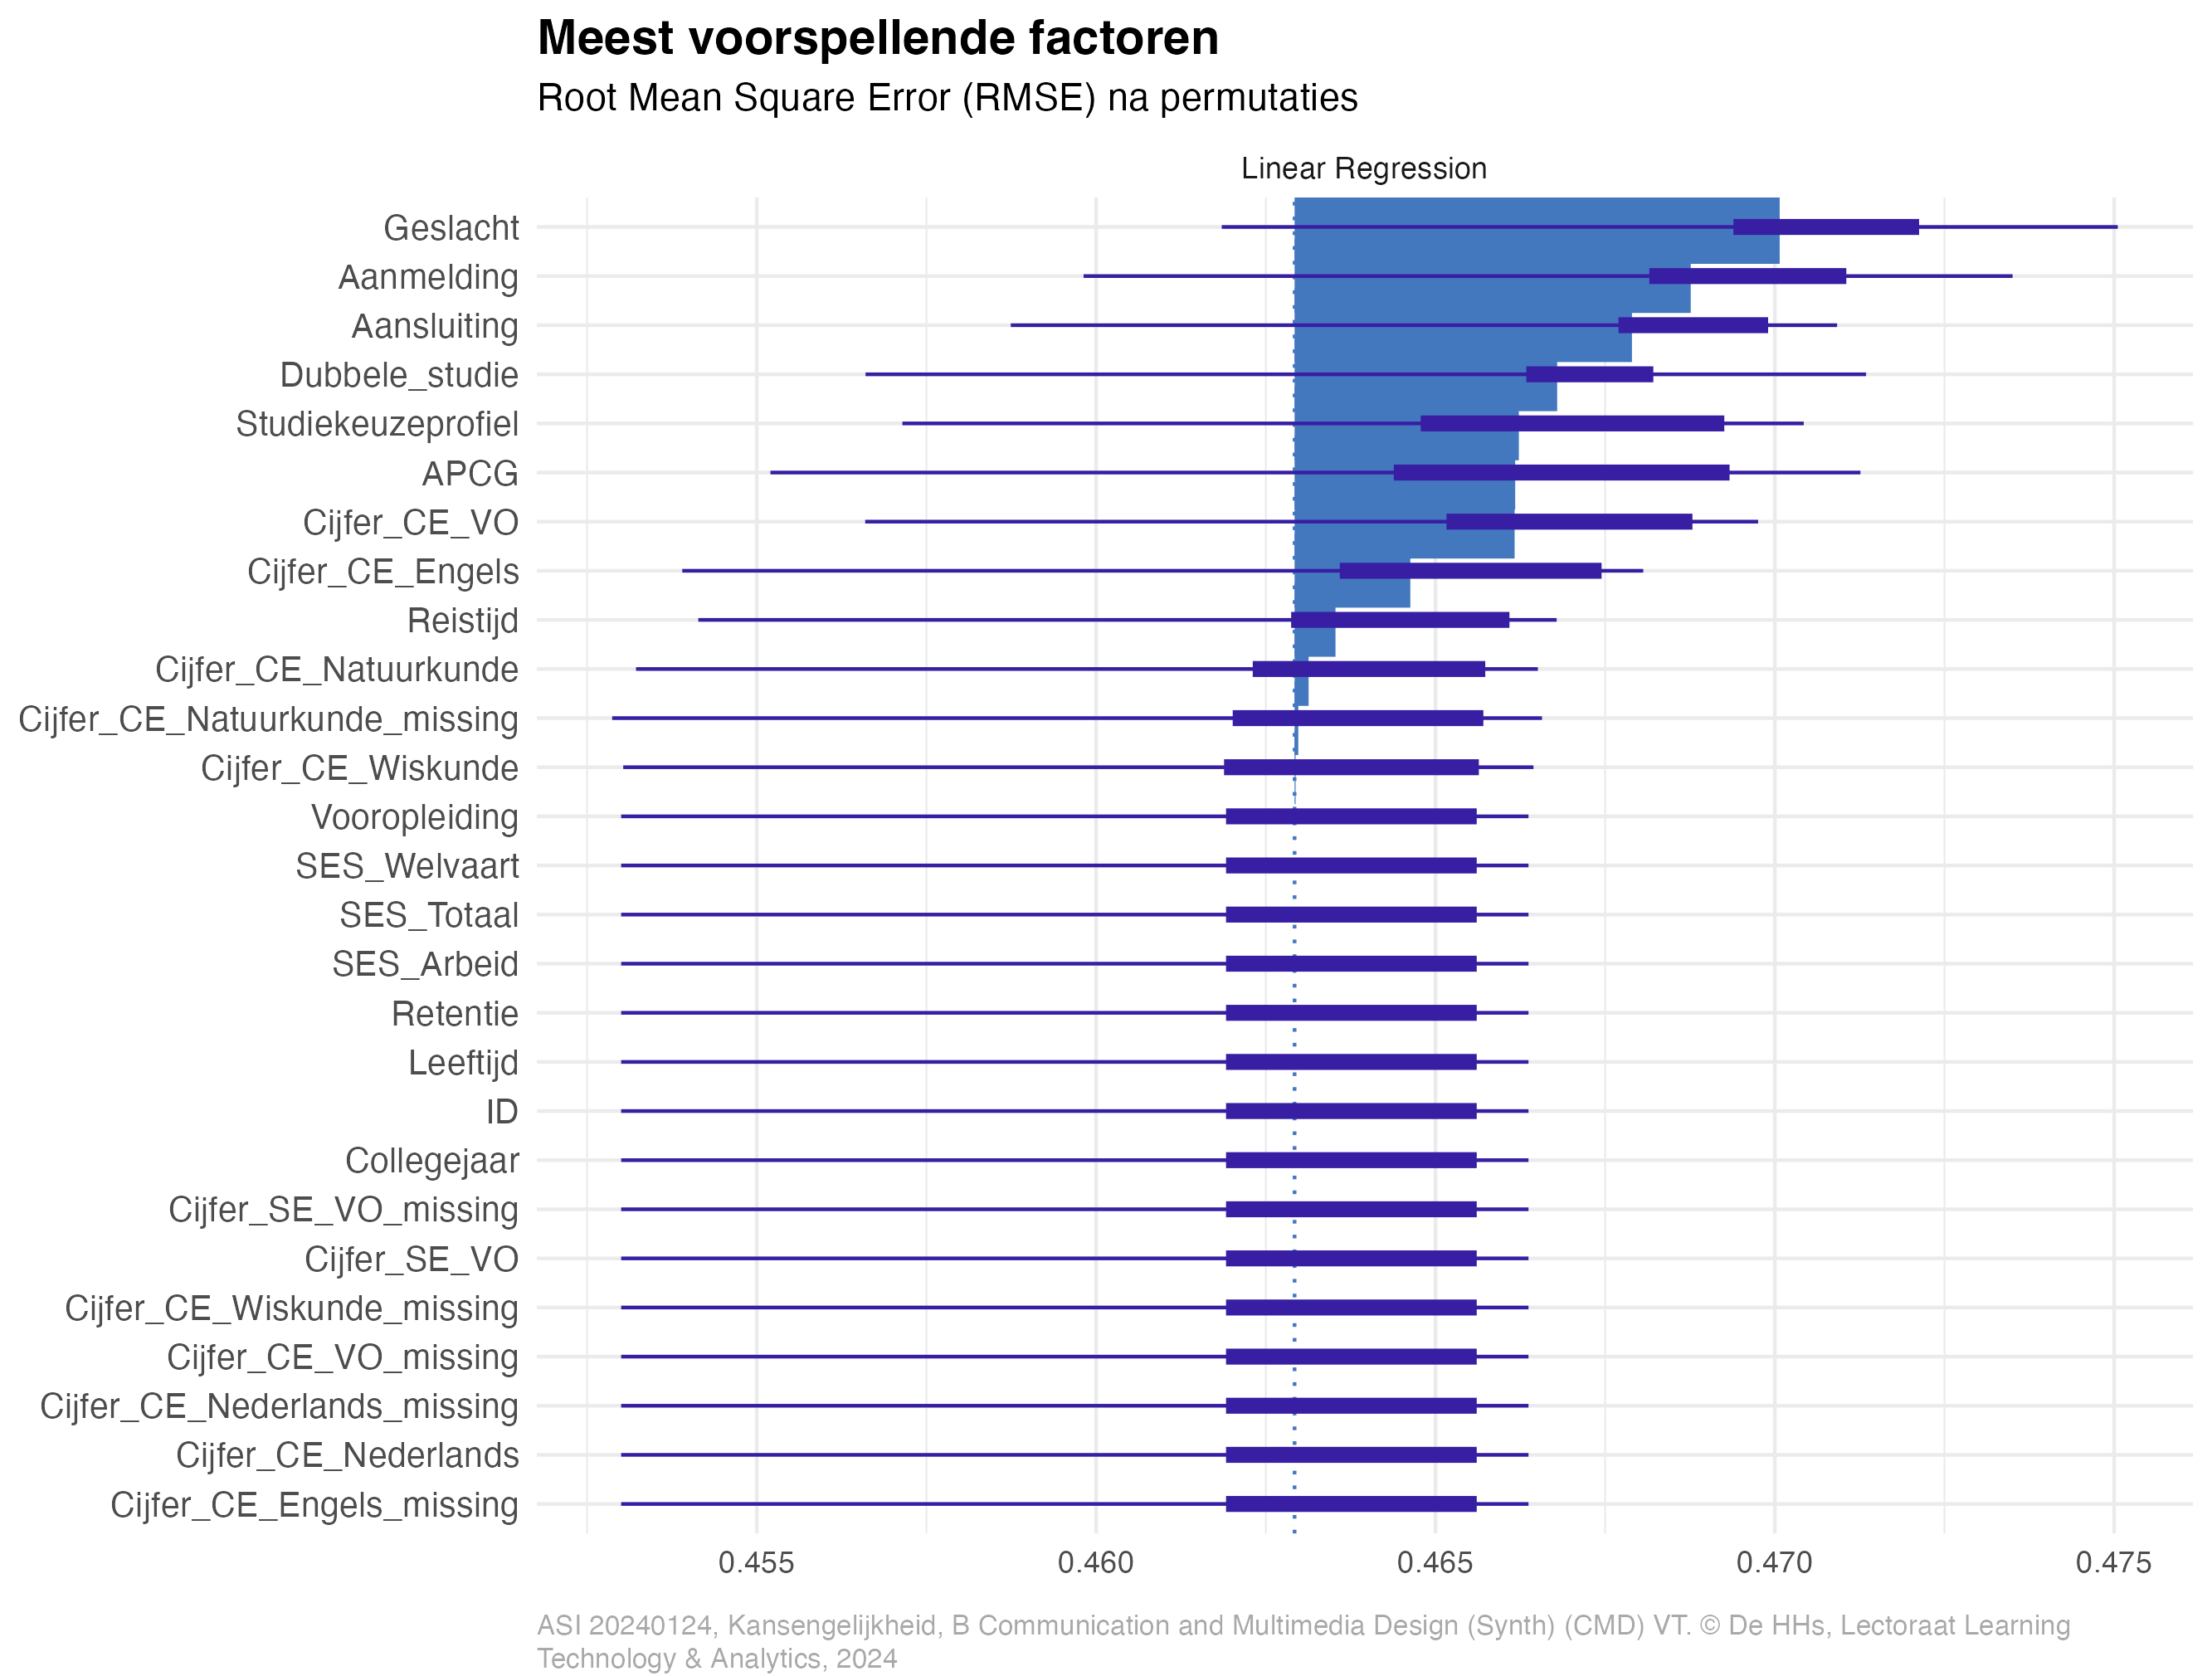 Meest voorspellende factoren
Root Mean Square Error (RMSE) na permutaties
Linear Regression
Geslacht
Aanmelding
Aansluiting
Dubbele_studie
Studiekeuzeprofiel
APCG
Cijfer_CE_VO
Cijfer_CE_Engels
Reistijd
Cijfer_CE_Natuurkunde
Cijfer_CE_Natuurkunde_missing
Cijfer_CE_Wiskunde
Vooropleiding
SES_Welvaart
SES_Totaal
SES_Arbeid
Retentie
Leeftijd
ID
Collegejaar
Cijfer_SE_VO_missing
Cijfer_SE_VO
Cijfer_CE_Wiskunde_missing
Cijfer_CE_VO_missing
Cijfer_CE_Nederlands_missing
Cijfer_CE_Nederlands
Cijfer_CE_Engels_missing
0.455 0.460 0.465 0.470 0.475
ASI 20240124, Kansengelijkheid, B Communication and Multimedia Design (Synth) (CMD) VT. © De HHs, Lectoraat Learning
Technology & Analytics, 2024